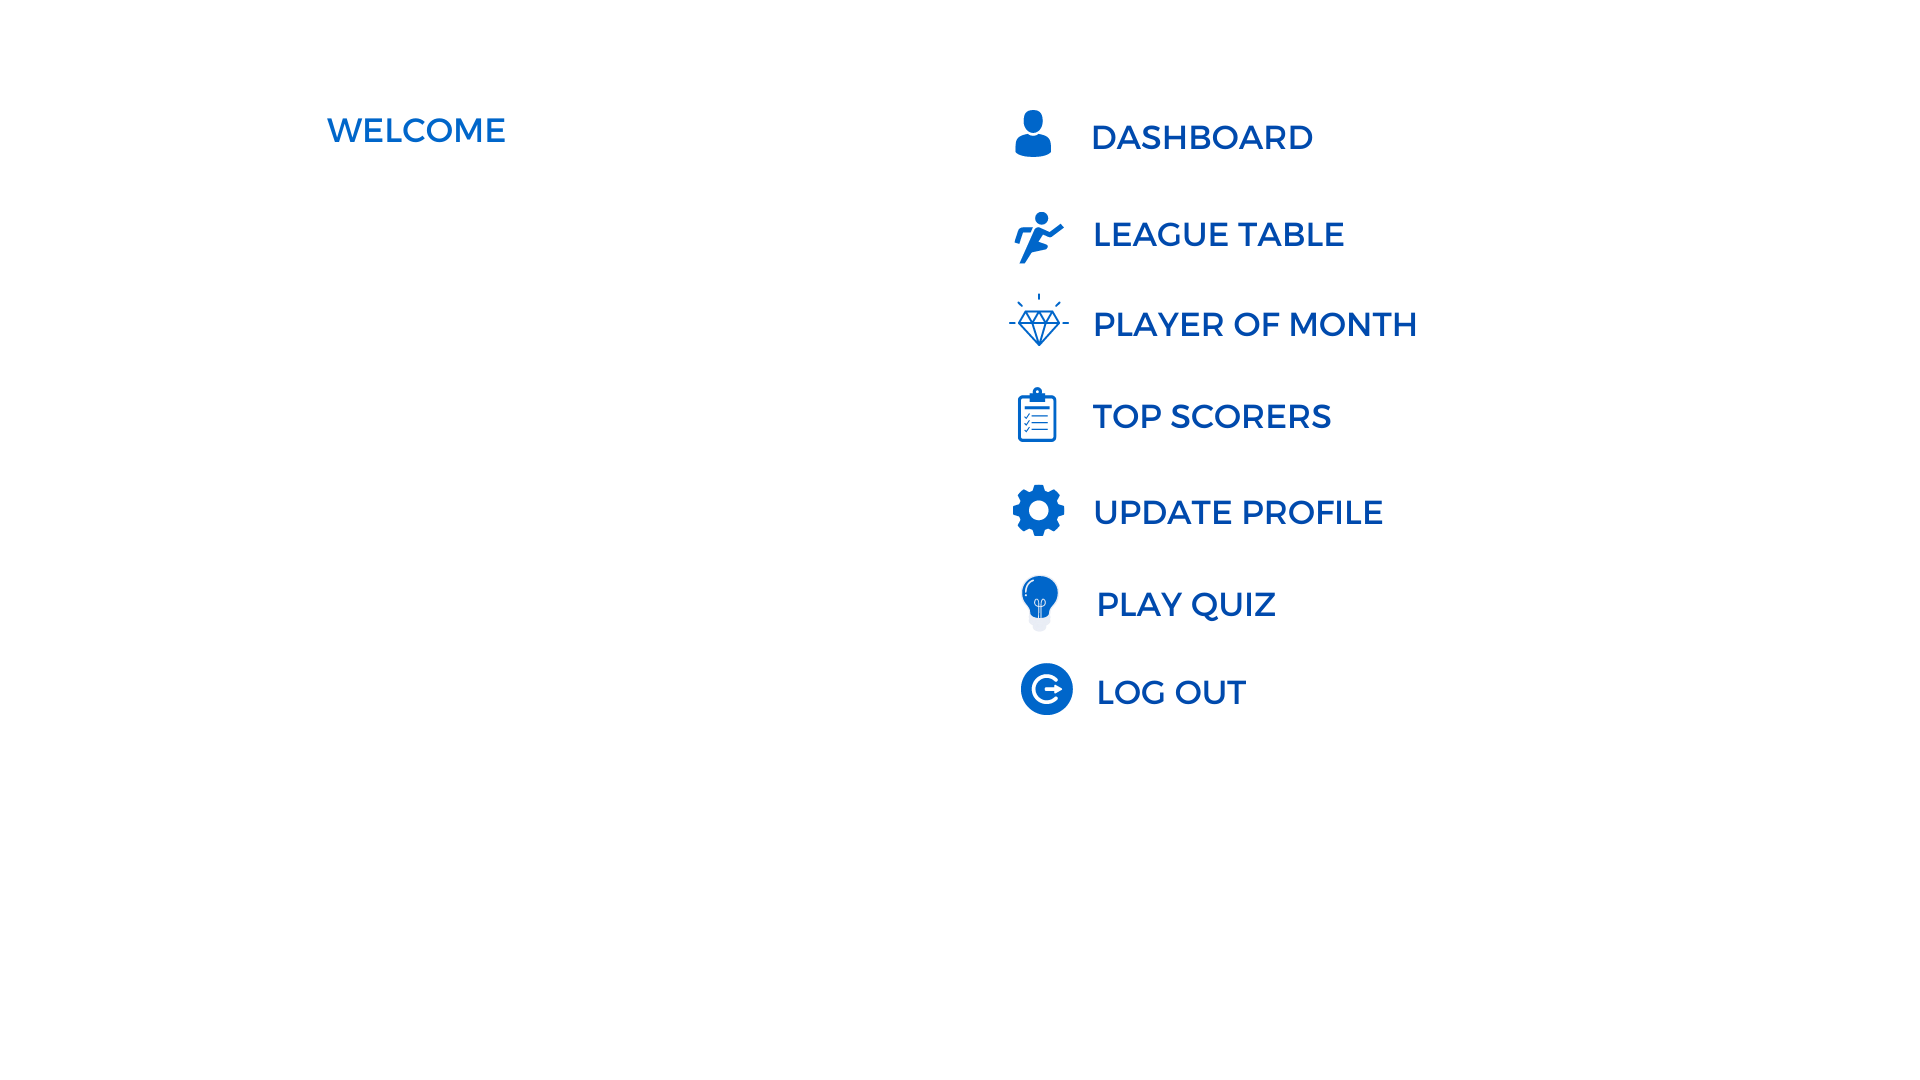 WELCOME
DASHBOARD
LEAGUE TABLE
PLAYER OF MONTH
TOP SCORERS
UPDATE PROFILE
PLAY QUIZ
LOG OUT